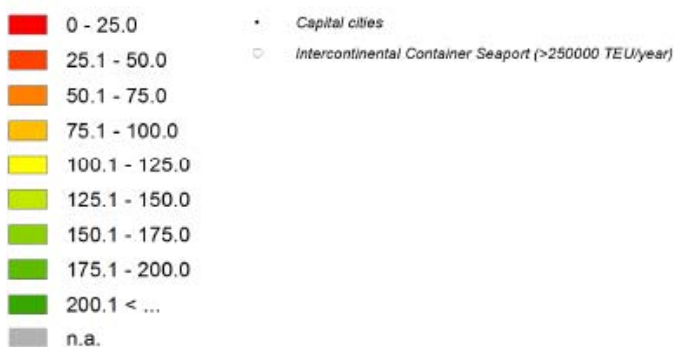 0 - 25.0
25.1 - 50.0
50.1 - 75.0
75.1 - 100.0
100.1 - 125.0
125.1 - 150.0
150.1 - 175.0
175.1 - 200.0
200.1 < ...
n.a.
Capital cities
Intercontinental Container Seaport (>250000 TEU/year)